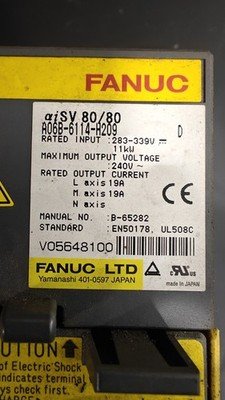 FANUC
αiSV 80/80
A06B-6114-H209 D
RATED INPUT : 283-339V ⎓
11kW
MAXIMUM OUTPUT VOLTAGE
: 240V ~
RATED OUTPUT CURRENT
L axis 19A
M axis 19A
N axis
CE
MANUAL NO. : B-65282
STANDARD : EN50178, UL508C
V05648100
FANUC LTD
Yamanashi 401-0597 JAPAN
c UL us
MADE IN JAPAN
CAUTION
of Electric Shock
indicates terminal